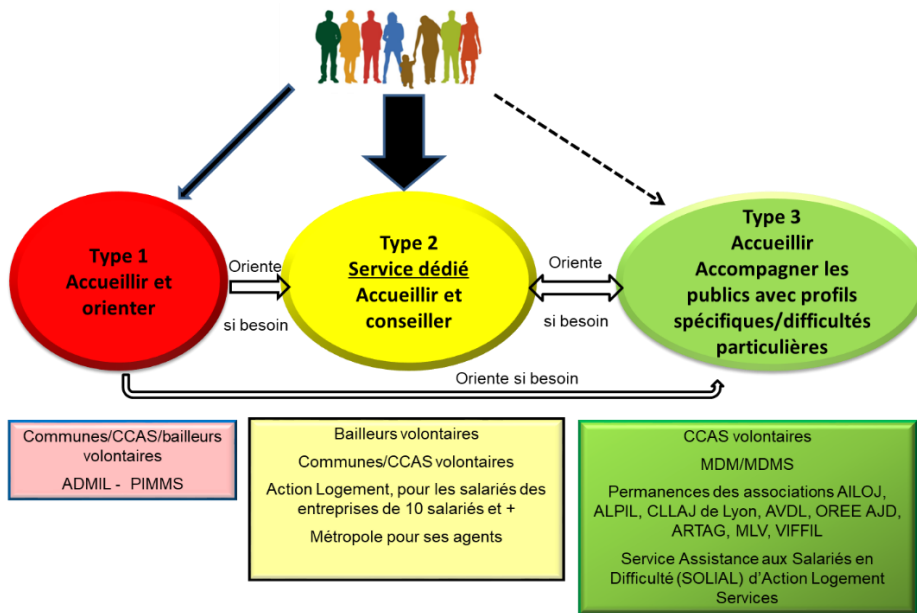 Type 1
Accueillir et
orienter
Oriente
si besoin
Type 2
Service dédié
Accueillir et
conseiller
Oriente
si besoin
Type 3
Accueillir
Accompagner les
publics avec profils
spécifiques/difficultés
particulières
Oriente si besoin
Communes/CCAS/bailleurs
volontaires
ADMIL - PIMMS
Bailleurs volontaires
Communes/CCAS volontaires
Action Logement, pour les salariés des
entreprises de 10 salariés et +
Métropole pour ses agents
CCAS volontaires
MDM/MDMS
Permanences des associations AILOJ,
ALPIL, CLLAJ de Lyon, AVDL, OREE AJD,
ARTAG, MLV, VIFFIL
Service Assistance aux Salariés en
Difficulté (SOLIAL) d’Action Logement
Services